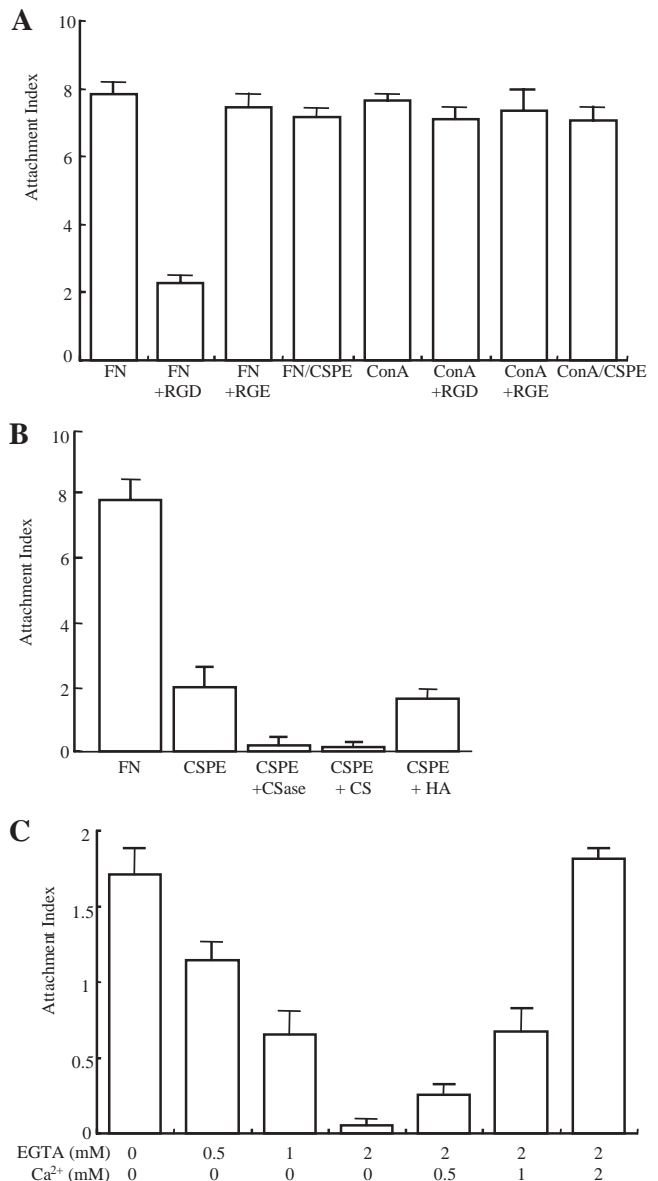 A
10
8
6
4
2
0
Attachment Index
FN FN FN FN/CSPE ConA ConA ConA ConA/CSPE
+RGD +RGE +RGD +RGE
B
10
8
6
4
2
0
Attachment Index
FN CSPE CSPE CSPE CSPE
+CSase + CS + HA
C
2
1.5
1
0.5
0
Attachment Index
EGTA (mM) 0 0.5 1 2 2 2 2
Ca²⁺ (mM) 0 0 0 0 0.5 1 2